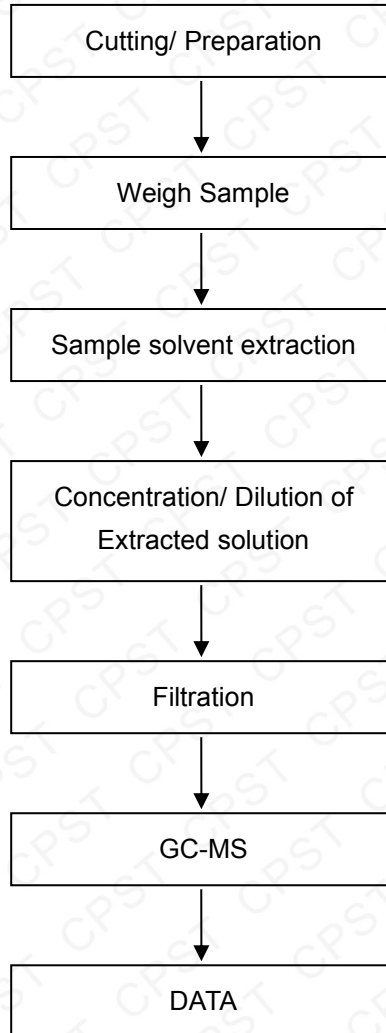 Cutting/ Preparation
Weigh Sample
Sample solvent extraction
Concentration/ Dilution of
Extracted solution
Filtration
GC-MS
DATA